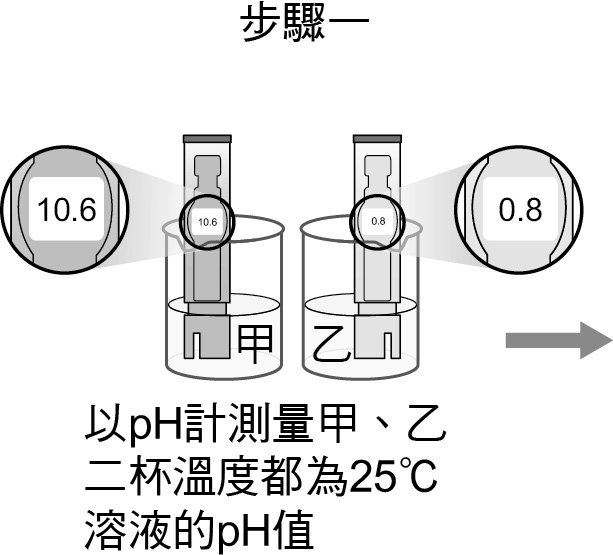 步驟一
10.6
10.6
0.8
0.8
甲
乙
以pH計測量甲、乙
二杯溫度都為25℃
溶液的pH值